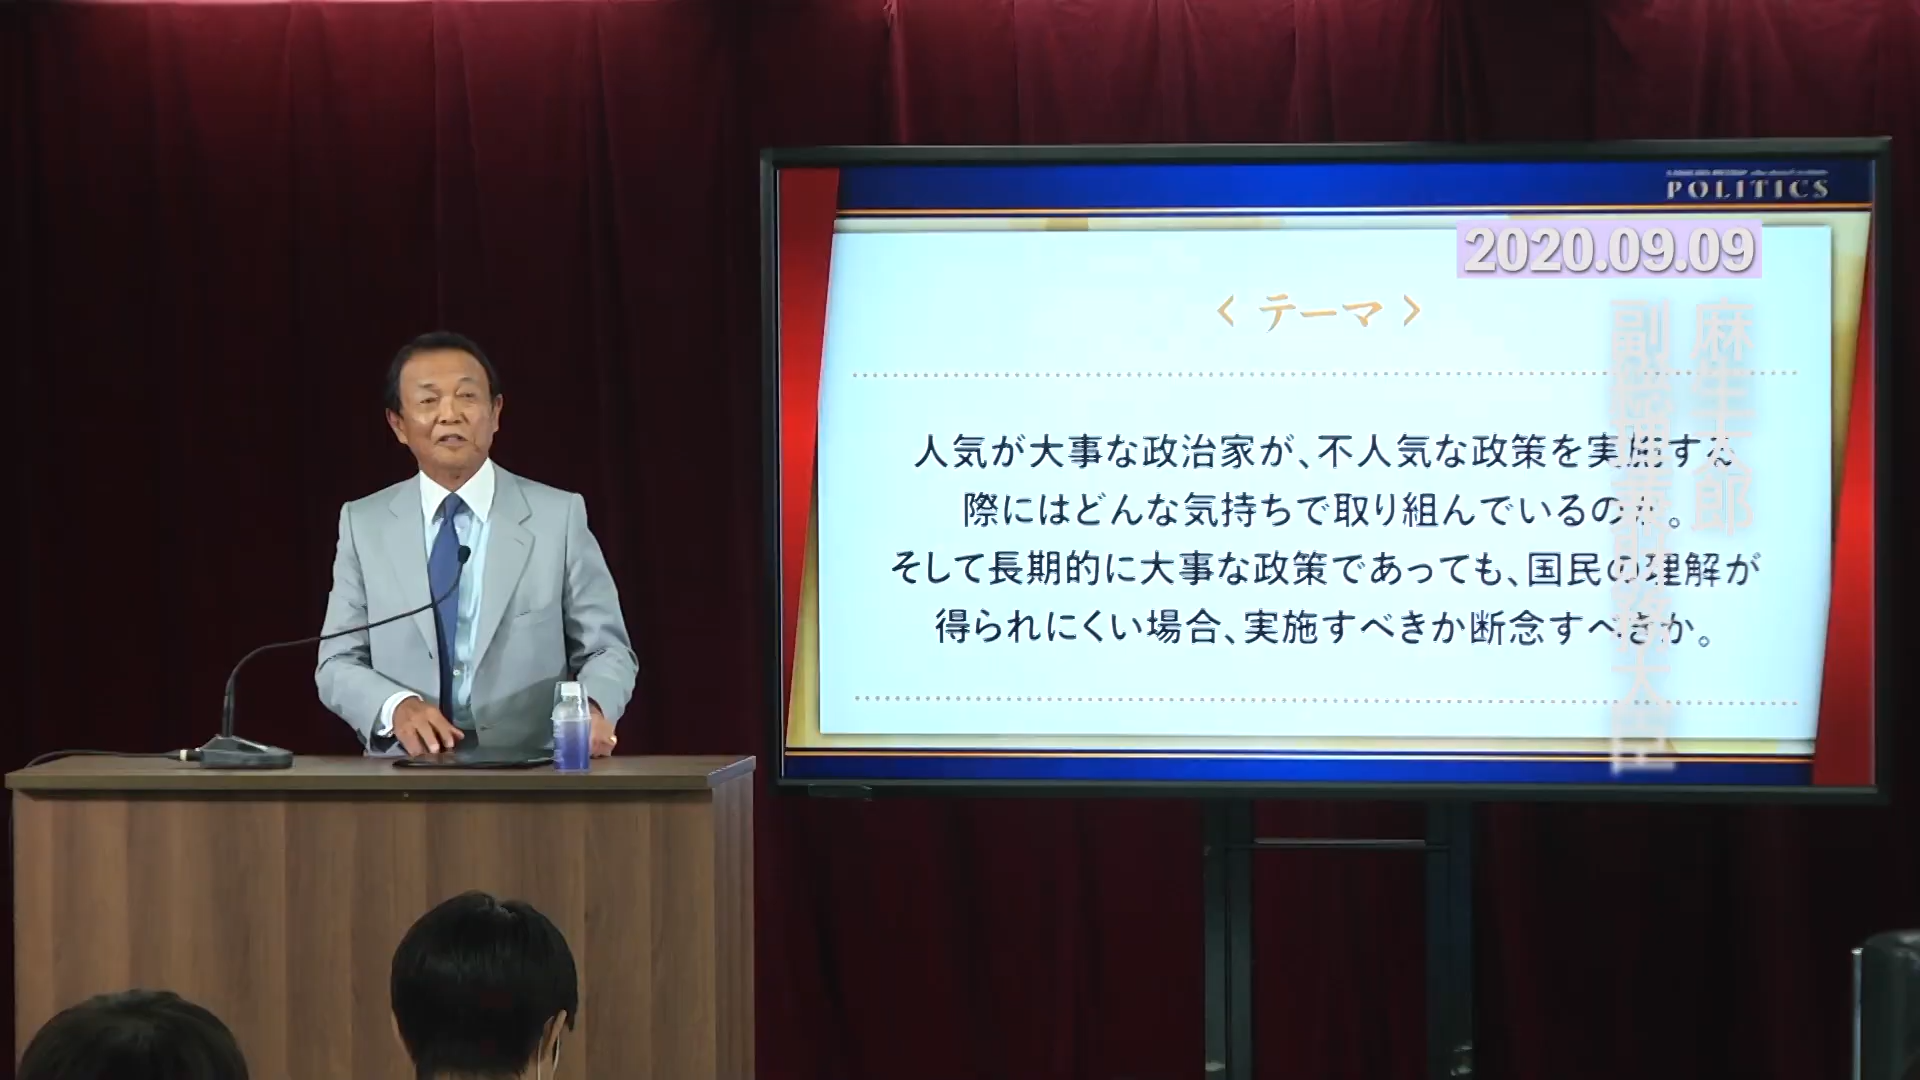 POLITICS
2020.09.09
麻生太郎
副総理兼財務大臣
〈 テーマ 〉
人気が大事な政治家が、不人気な政策を実施する
際にはどんな気持ちで取り組んでいるのか。
そして長期的に大事な政策であっても、国民の理解が
得られにくい場合、実施すべきか断念すべきか。